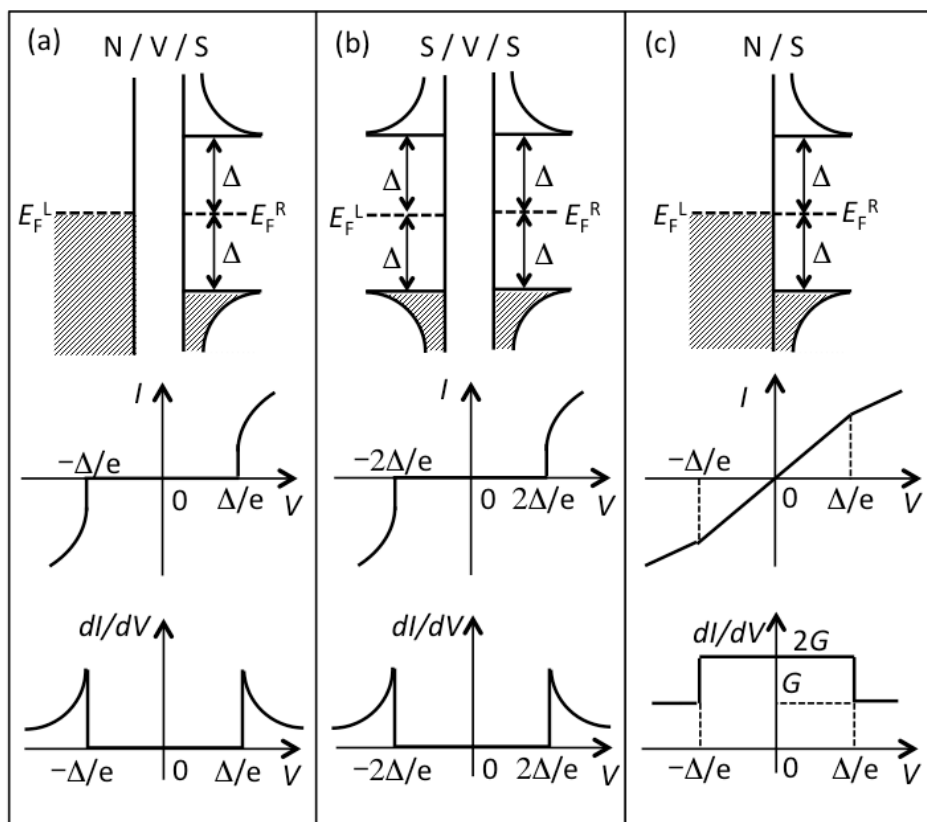 (a) N / V / S
Δ
E_F^L E_F^R
Δ
I
−Δ/e
0 Δ/e V
dI/dV
−Δ/e 0 Δ/e V
(b) S / V / S
Δ Δ
E_F^L E_F^R
Δ Δ
I
−2Δ/e
0 2Δ/e V
dI/dV
−2Δ/e 0 2Δ/e V
(c) N / S
Δ
E_F^L E_F^R
Δ
I
−Δ/e
0 Δ/e V
dI/dV 2G
G
−Δ/e 0 Δ/e V